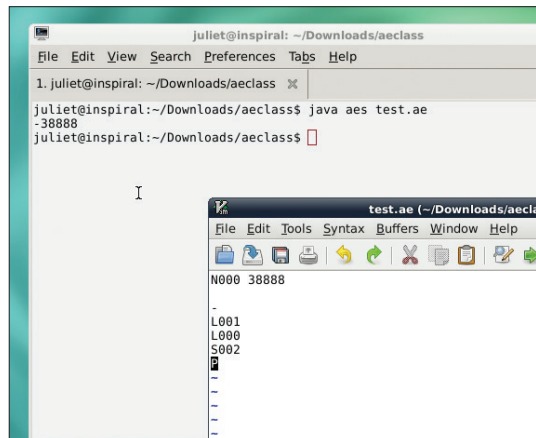 juliet@inspiral: ~/Downloads/aeclass
File Edit View Search Preferences Tabs Help
1. juliet@inspiral: ~/Downloads/aeclass
juliet@inspiral:~/Downloads/aeclass$ java aes test.ae
-38888
juliet@inspiral:~/Downloads/aeclass$
test.ae (~/Downloads/aecla
File Edit Tools Syntax Buffers Window Help
N000 38888
-
L001
L000
S002
P
~
~
~
~
~